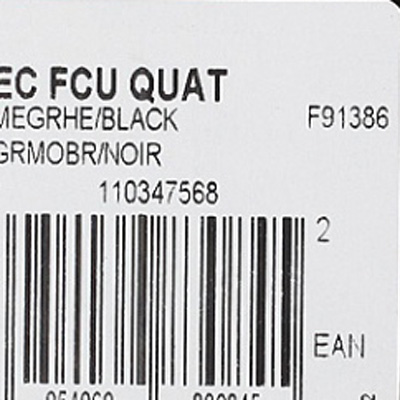 EC FCU QUAT
MEGRHE/BLACK F91386
GRMOBR/NOIR
110347568
2
EAN